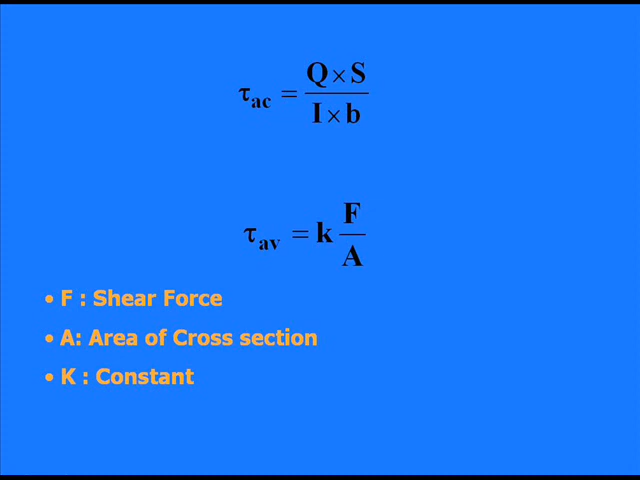 τac = Q × S / I × b
τav = k F / A
• F : Shear Force
• A: Area of Cross section
• K : Constant